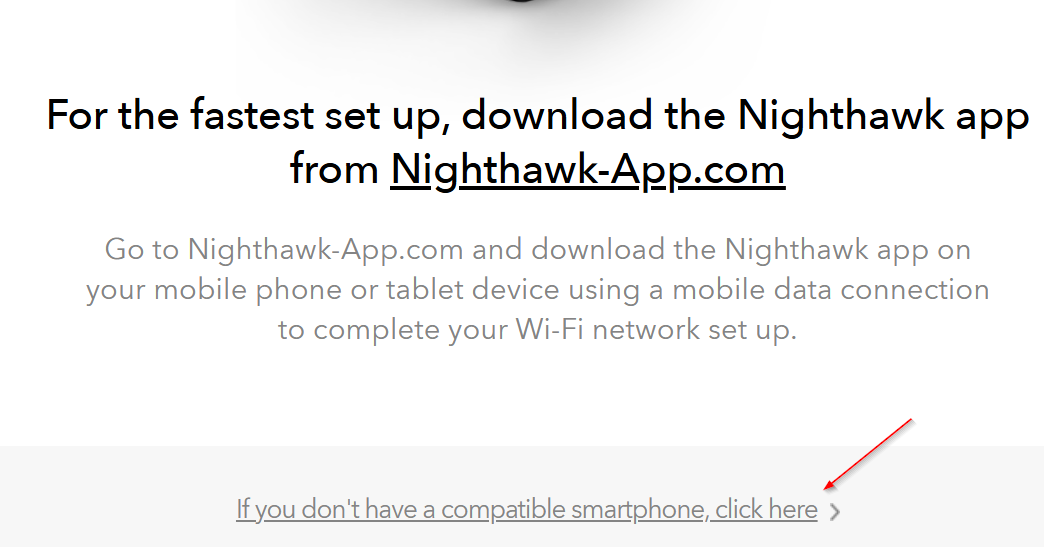 For the fastest set up, download the Nighthawk app
from Nighthawk-App.com
Go to Nighthawk-App.com and download the Nighthawk app on
your mobile phone or tablet device using a mobile data connection
to complete your Wi-Fi network set up.
If you don't have a compatible smartphone, click here